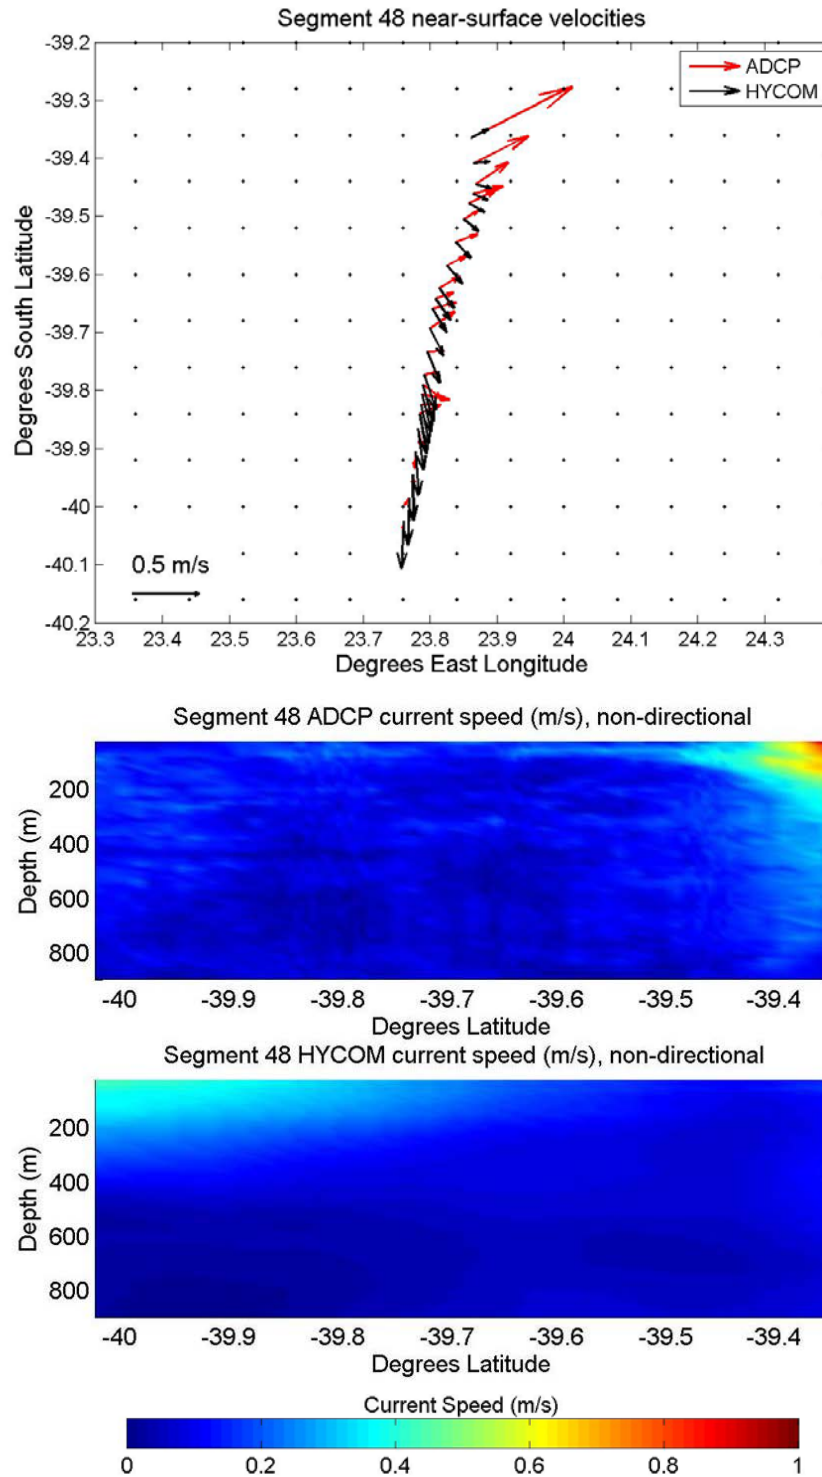 Segment 48 near-surface velocities
-39.2
-39.3
-39.4
-39.5
-39.6
-39.7
-39.8
-39.9
-40
-40.1
-40.2
Degrees South Latitude
ADCP
HYCOM
0.5 m/s
23.3 23.4 23.5 23.6 23.7 23.8 23.9 24 24.1 24.2 24.3
Degrees East Longitude
Segment 48 ADCP current speed (m/s), non-directional
200
400
600
800
Depth (m)
-40 -39.9 -39.8 -39.7 -39.6 -39.5 -39.4
Degrees Latitude
Segment 48 HYCOM current speed (m/s), non-directional
200
400
600
800
Depth (m)
-40 -39.9 -39.8 -39.7 -39.6 -39.5 -39.4
Degrees Latitude
Current Speed (m/s)
0 0.2 0.4 0.6 0.8 1